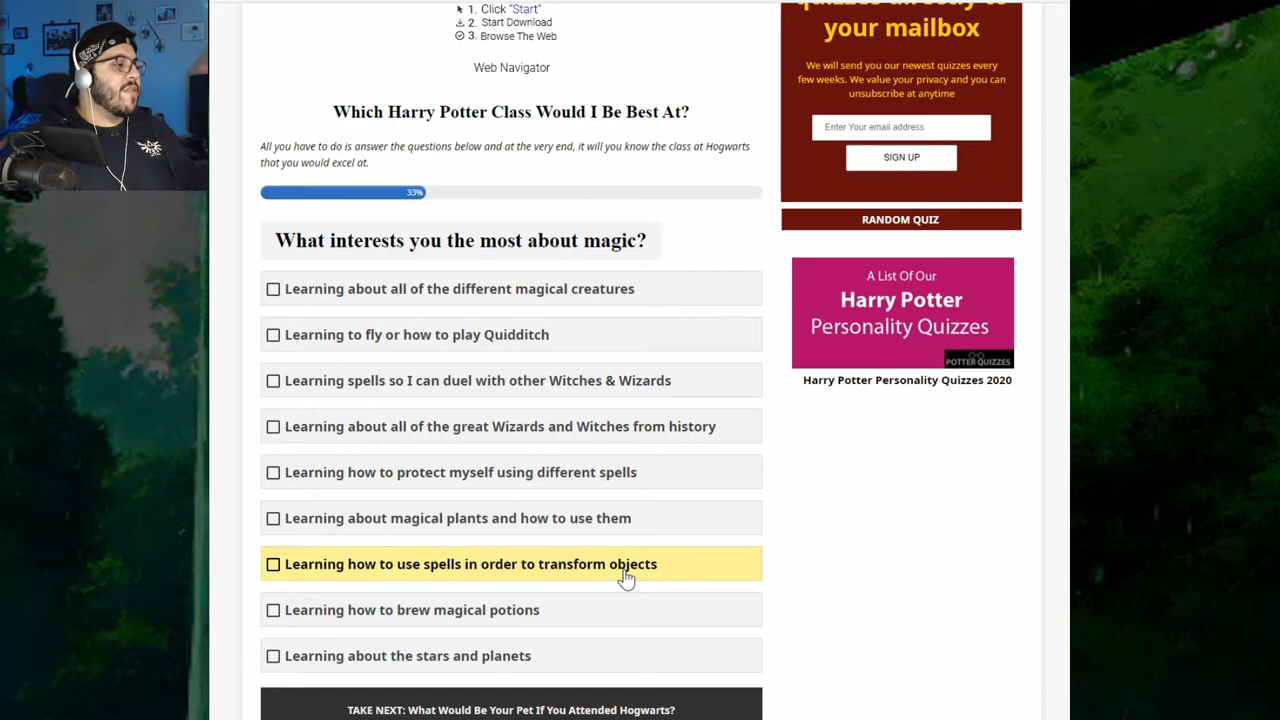 1. Click "Start"
2. Start Download
3. Browse The Web
Web Navigator
Which Harry Potter Class Would I Be Best At?
All you have to do is answer the questions below and at the very end, it will you know the class at Hogwarts
that you would excel at.
33%
What interests you the most about magic?
Learning about all of the different magical creatures
Learning to fly or how to play Quidditch
Learning spells so I can duel with other Witches & Wizards
Learning about all of the great Wizards and Witches from history
Learning how to protect myself using different spells
Learning about magical plants and how to use them
Learning how to use spells in order to transform objects
Learning how to brew magical potions
Learning about the stars and planets
TAKE NEXT: What Would Be Your Pet If You Attended Hogwarts?
quizzes directly to
your mailbox
We will send you our newest quizzes every
few weeks. We value your privacy and you can
unsubscribe at anytime
Enter Your email address
SIGN UP
RANDOM QUIZ
A List Of Our
Harry Potter
Personality Quizzes
POTTER QUIZZES
Harry Potter Personality Quizzes 2020